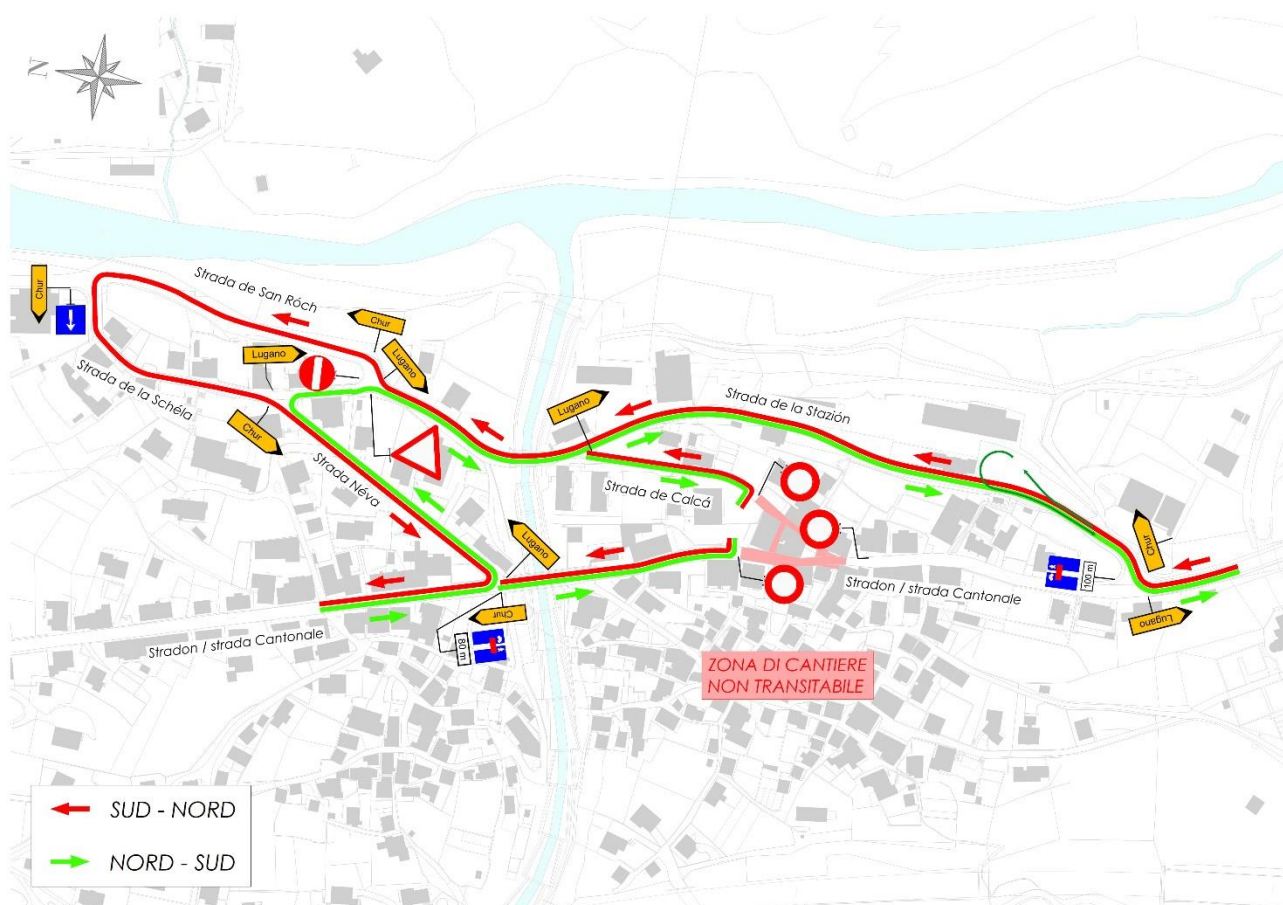 N
Strada de San Róch
Chur
Chur
Lugano
Lugano
Strada de la Schéla
Chur
Strada Néva
Lugano
Strada de la Stazión
Strada de Calcá
Lugano
Chur
80 m
Stradon / strada Cantonale
Stradon / strada Cantonale
100 m
Chur
Lugano
ZONA DI CANTIERE
NON TRANSITABILE
SUD - NORD
NORD - SUD